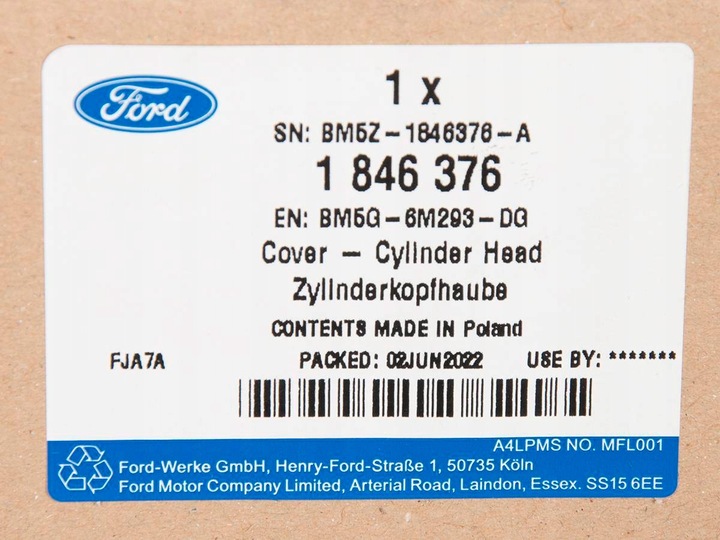 Ford
1 x
SN: BM5Z-1846376-A
1 846 376
EN: BM5G-6M293-DG
Cover - Cylinder Head
Zylinderkopfhaube
CONTENTS MADE IN Poland
FJA7A PACKED: 02JUN2022 USE BY: *******
A4LPMS NO. MFL001
Ford-Werke GmbH, Henry-Ford-Straße 1, 50735 Köln
Ford Motor Company Limited, Arterial Road, Laindon, Essex. SS15 6EE